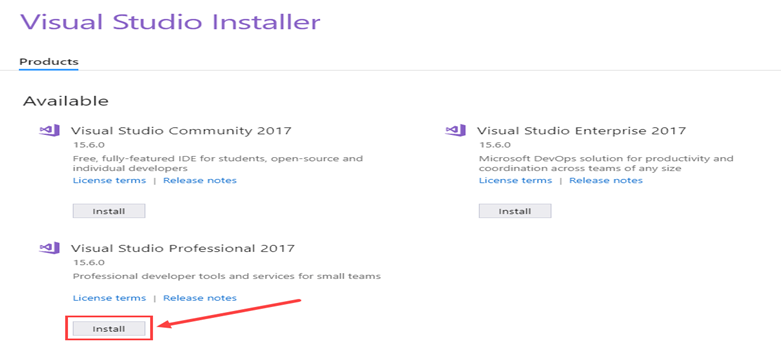 Visual Studio Installer
Products
Available
Visual Studio Community 2017
15.6.0
Free, fully-featured IDE for students, open-source and
individual developers
License terms | Release notes
Install
Visual Studio Enterprise 2017
15.6.0
Microsoft DevOps solution for productivity and
coordination across teams of any size
License terms | Release notes
Install
Visual Studio Professional 2017
15.6.0
Professional developer tools and services for small teams
License terms | Release notes
Install